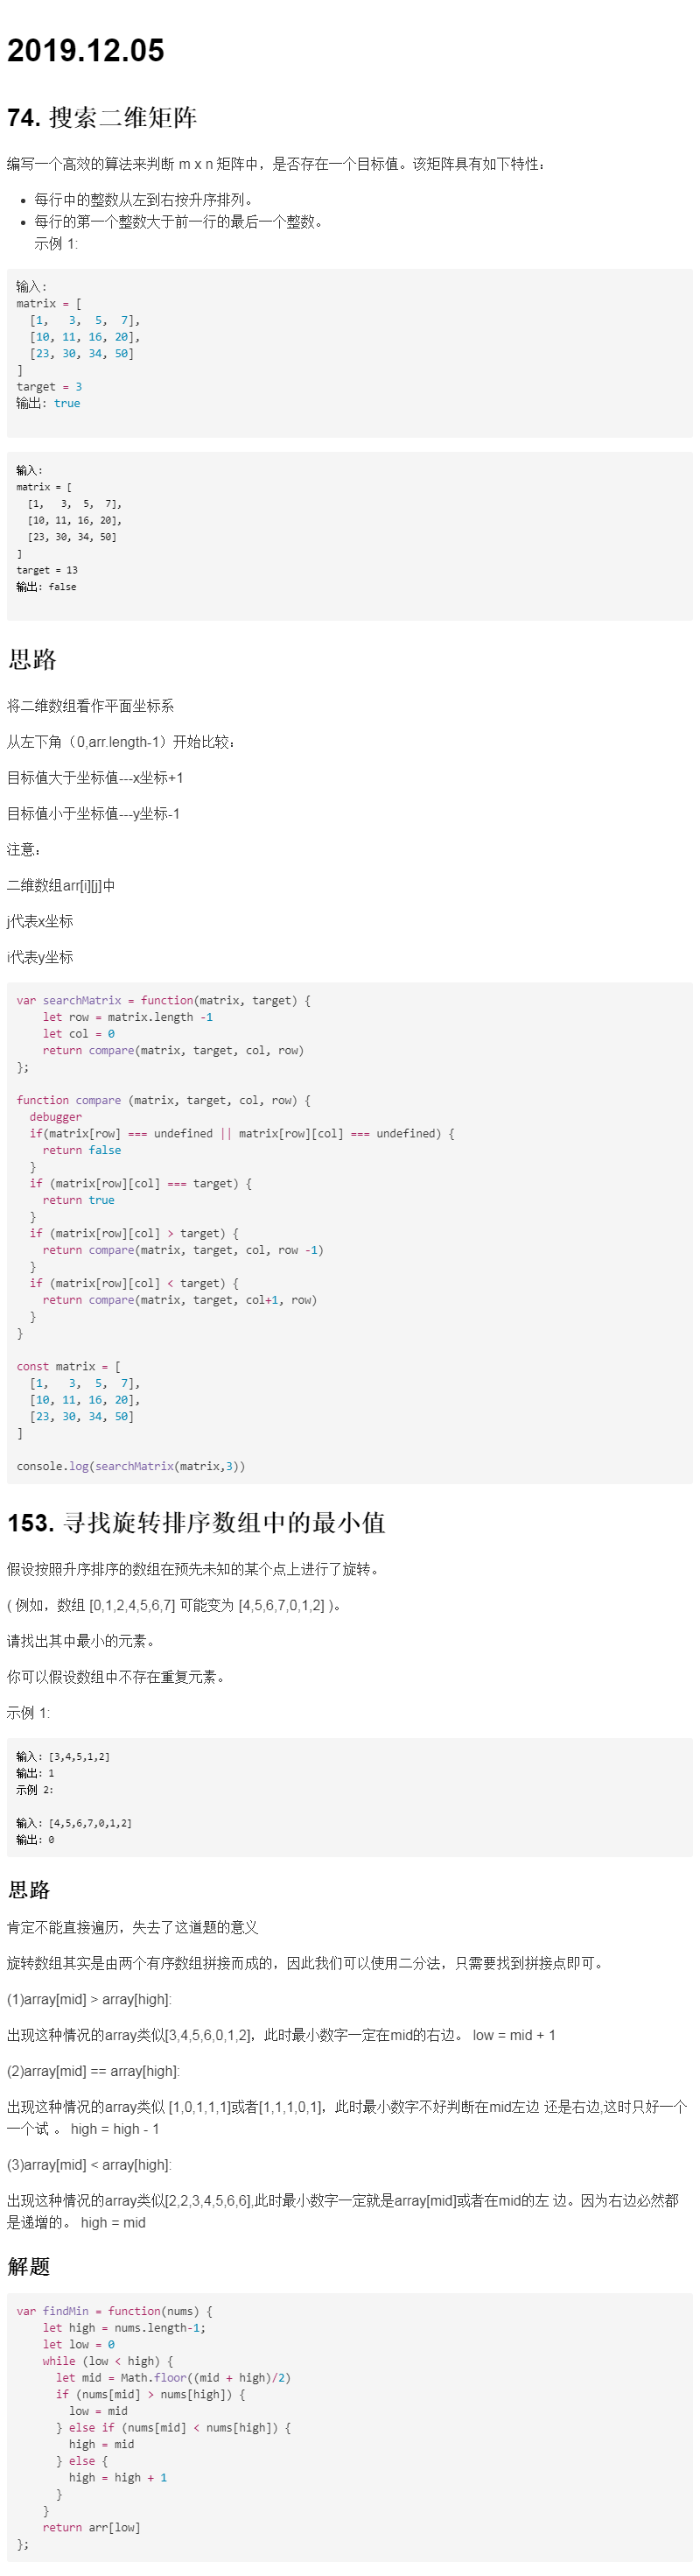 2019.12.05
74. 搜索二维矩阵
编写一个高效的算法来判断 m x n 矩阵中，是否存在一个目标值。该矩阵具有如下特性：
• 每行中的整数从左到右按升序排列。
• 每行的第一个整数大于前一行的最后一个整数。
示例 1:
输入:
matrix = [
  [1,   3,  5,  7],
  [10, 11, 16, 20],
  [23, 30, 34, 50]
]
target = 3
输出: true
输入:
matrix = [
  [1,   3,  5,  7],
  [10, 11, 16, 20],
  [23, 30, 34, 50]
]
target = 13
输出: false
思路
将二维数组看作平面坐标系
从左下角（0,arr.length-1）开始比较：
目标值大于坐标值---x坐标+1
目标值小于坐标值---y坐标-1
注意：
二维数组arr[i][j]中
j代表x坐标
i代表y坐标
var searchMatrix = function(matrix, target) {
    let row = matrix.length -1
    let col = 0
    return compare(matrix, target, col, row)
};
function compare (matrix, target, col, row) {
  debugger
  if(matrix[row] === undefined || matrix[row][col] === undefined) {
    return false
  }
  if (matrix[row][col] === target) {
    return true
  }
  if (matrix[row][col] > target) {
    return compare(matrix, target, col, row -1)
  }
  if (matrix[row][col] < target) {
    return compare(matrix, target, col+1, row)
  }
}
const matrix = [
  [1,   3,  5,  7],
  [10, 11, 16, 20],
  [23, 30, 34, 50]
]
console.log(searchMatrix(matrix,3))
153. 寻找旋转排序数组中的最小值
假设按照升序排序的数组在预先未知的某个点上进行了旋转。
( 例如，数组 [0,1,2,4,5,6,7] 可能变为 [4,5,6,7,0,1,2] )。
请找出其中最小的元素。
你可以假设数组中不存在重复元素。
示例 1:
输入: [3,4,5,1,2]
输出: 1
示例 2:
输入: [4,5,6,7,0,1,2]
输出: 0
思路
肯定不能直接遍历，失去了这道题的意义
旋转数组其实是由两个有序数组拼接而成的，因此我们可以使用二分法，只需要找到拼接点即可。
(1)array[mid] > array[high]:
出现这种情况的array类似[3,4,5,6,0,1,2]，此时最小数字一定在mid的右边。 low = mid + 1
(2)array[mid] == array[high]:
出现这种情况的array类似 [1,0,1,1,1]或者[1,1,1,0,1]，此时最小数字不好判断在mid左边 还是右边,这时只好一个
一个试 。 high = high - 1
(3)array[mid] < array[high]:
出现这种情况的array类似[2,2,3,4,5,6,6],此时最小数字一定就是array[mid]或者在mid的左 边。因为右边必然都
是递增的。 high = mid
解题
var findMin = function(nums) {
    let high = nums.length-1;
    let low = 0
    while (low < high) {
      let mid = Math.floor((mid + high)/2)
      if (nums[mid] > nums[high]) {
        low = mid
      } else if (nums[mid] < nums[high]) {
        high = mid
      } else {
        high = high + 1
      }
    }
    return arr[low]
};